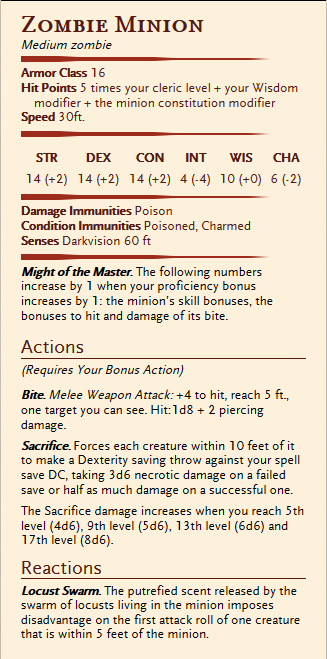 Zombie Minion
Medium zombie
Armor Class 16
Hit Points 5 times your cleric level + your Wisdom
modifier + the minion constitution modifier
Speed 30ft.
STR DEX CON INT WIS CHA
14 (+2) 14 (+2) 14 (+2) 4 (-4) 10 (+0) 6 (-2)
Damage Immunities Poison
Condition Immunities Poisoned, Charmed
Senses Darkvision 60 ft
Might of the Master. The following numbers
increase by 1 when your proficiency bonus
increases by 1: the minion's skill bonuses, the
bonuses to hit and damage of its bite.
Actions
(Requires Your Bonus Action)
Bite. Melee Weapon Attack: +4 to hit, reach 5 ft.,
one target you can see. Hit:1d8 + 2 piercing
damage.
Sacrifice. Forces each creature within 10 feet of it
to make a Dexterity saving throw against your spell
save DC, taking 3d6 necrotic damage on a failed
save or half as much damage on a successful one.
The Sacrifice damage increases when you reach 5th
level (4d6), 9th level (5d6), 13th level (6d6) and
17th level (8d6).
Reactions
Locust Swarm. The putrefied scent released by the
swarm of locusts living in the minion imposes
disadvantage on the first attack roll of one creature
that is within 5 feet of the minion.